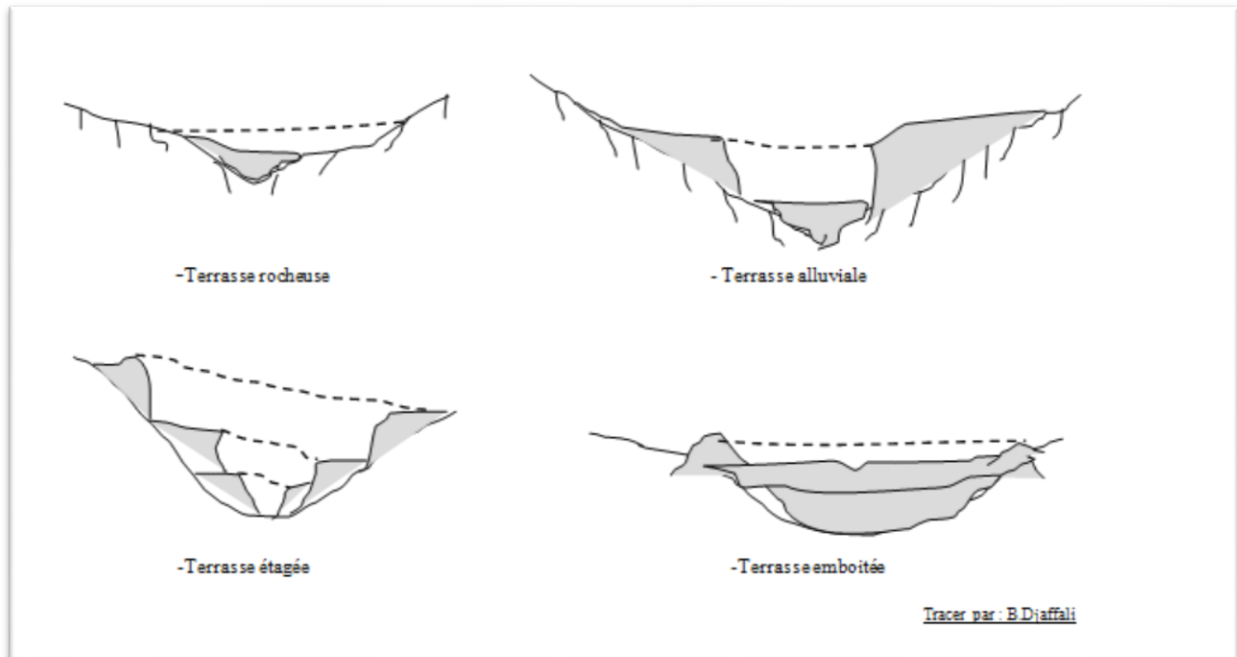 -Terrasse rocheuse
- Terrasse alluviale
-Terrasse étagée
-Terrasse emboitée
Tracer par : B.Djaffali